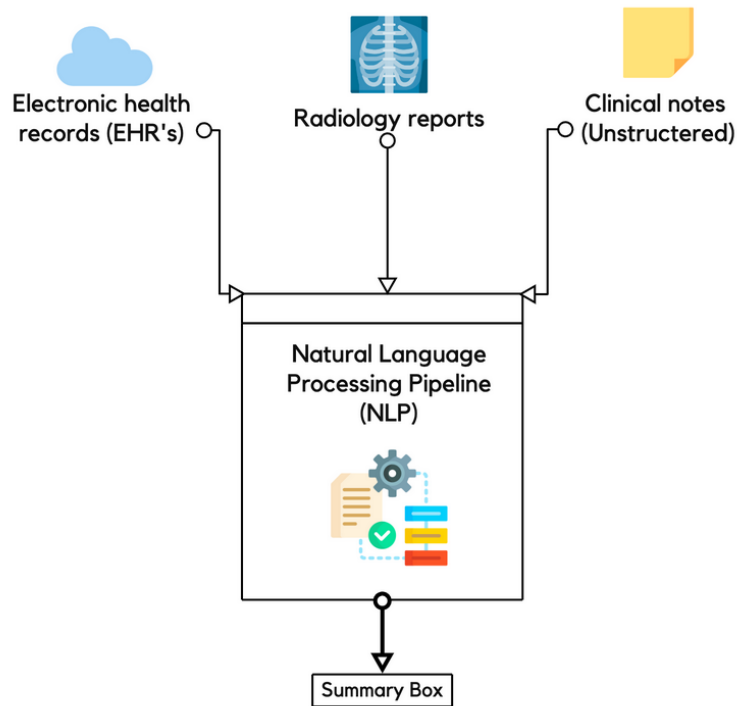 Electronic health
records (EHR's)
Radiology reports
Clinical notes
(Unstructered)
Natural Language
Processing Pipeline
(NLP)
Summary Box